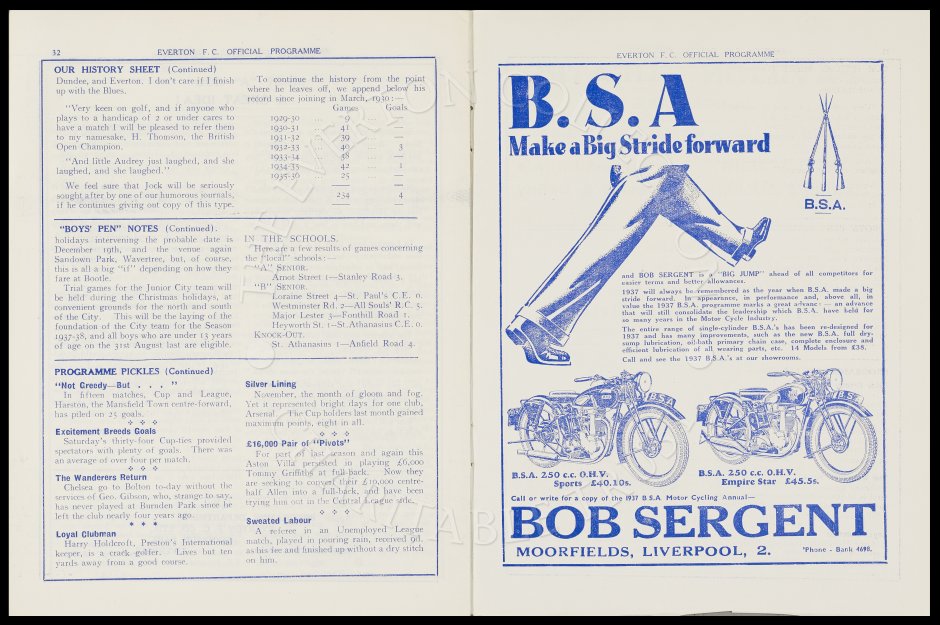 32
EVERTON F.C. OFFICIAL PROGRAMME
OUR HISTORY SHEET (Continued)
Dundee, and Everton. I don't care if I finish
up with the Blues.
"Very keen on golf, and if anyone who
plays to a handicap of 2 or under cares to
have a match I will be pleased to refer them
to my namesake, H. Thomson, the British
Open Champion.
"And little Audrey just laughed, and she
laughed, and she laughed."
We feel sure that Jock will be seriously
sought after by one of our humorous journals,
if he continues giving out copy of this type.
To continue the history from the point
where he leaves off, we append below his
record since joining in March, 1930:—
Games Goals
1929-30 9 —
1930-31 41 —
1931-32 39 —
1932-33 40 3
1933-34 38 —
1934-35 42 1
1935-36 25 —
234 4
"BOYS' PEN" NOTES (Continued).
holidays intervening the probable date is
December 19th, and the venue again
Sandown Park, Wavertree, but, of course,
this is all a big "if" depending on how they
fare at Bootle.
Trial games for the Junior City team will
be held during the Christmas holidays, at
convenient grounds for the north and south
of the City. This will be the laying of the
foundation of the City team for the Season
1937-38, and all boys who are under 13 years
of age on the 31st August last are eligible.
IN THE SCHOOLS.
Here are a few results of games concerning
the "local" schools:—
"A" SENIOR.
Arnot Street 1—Stanley Road 3.
"B" SENIOR.
Loraine Street 4—St. Paul's C.E. 0.
Westminster Rd. 2—All Souls' R.C. 5.
Major Lester 3—Fonthill Road 1.
Heyworth St. 1—St. Athanasius C.E. 0.
KNOCK-OUT.
St. Athanasius 1—Anfield Road 4.
PROGRAMME PICKLES (Continued)
"Not Greedy—But . . . "
In fifteen matches, Cup and League,
Harston, the Mansfield Town centre-forward,
has piled on 25 goals.
Excitement Breeds Goals
Saturday's thirty-four Cup-ties provided
spectators with plenty of goals. There was
an average of over four per match.
The Wanderers Return
Chelsea go to Bolton to-day without the
services of Geo. Gibson, who, strange to say,
has never played at Burnden Park since he
left the club nearly four years ago.
Loyal Clubman
Harry Holdcroft, Preston's International
keeper, is a crack golfer. Lives but ten
yards away from a good course.
Silver Lining
November, the month of gloom and fog.
Yet it represented bright days for one club,
Arsenal. The Cup holders last month gained
maximum points, eight in all.
£16,000 Pair of "Pivots"
For part of last season and again this
Aston Villa persisted in playing £6,000
Tommy Griffiths at full-back. Now they
are seeking to convert their £10,000 centre-
half Allen into a full-back, and have been
trying him out in the Central League side.
Sweated Labour
A referee in an Unemployed League
match, played in pouring rain, received 9d.
as his fee and finished up without a dry stitch
on him.
EVERTON F.C. OFFICIAL PROGRAMME
B.S.A
Make a Big Stride forward
B.S.A.
and BOB SERGENT is a "BIG JUMP" ahead of all competitors for
easier terms and better allowances.
1937 will always be remembered as the year when B.S.A. made a big
stride forward. In appearance, in performance and, above all, in
value the 1937 B.S.A. programme marks a great advance — an advance
that will still consolidate the leadership which B.S.A. have held for
so many years in the Motor Cycle Industry.
The entire range of single-cylinder B.S.A.'s has been re-designed for
1937 and has many improvements, such as the new B.S.A. full dry-
sump lubrication, oil-bath primary chain case, complete enclosure and
efficient lubrication of all wearing parts, etc. 14 Models from £38.
Call and see the 1937 B.S.A.'s at our showrooms.
BSA
BSA
B.S.A. 250 c.c. O.H.V.
Sports £40.10s.
B.S.A. 250 c.c. O.H.V.
Empire Star £45.5s.
Call or write for a copy of the 1937 B.S.A. Motor Cycling Annual—
BOB SERGENT
MOORFIELDS, LIVERPOOL, 2. 'Phone - Bank 4698.